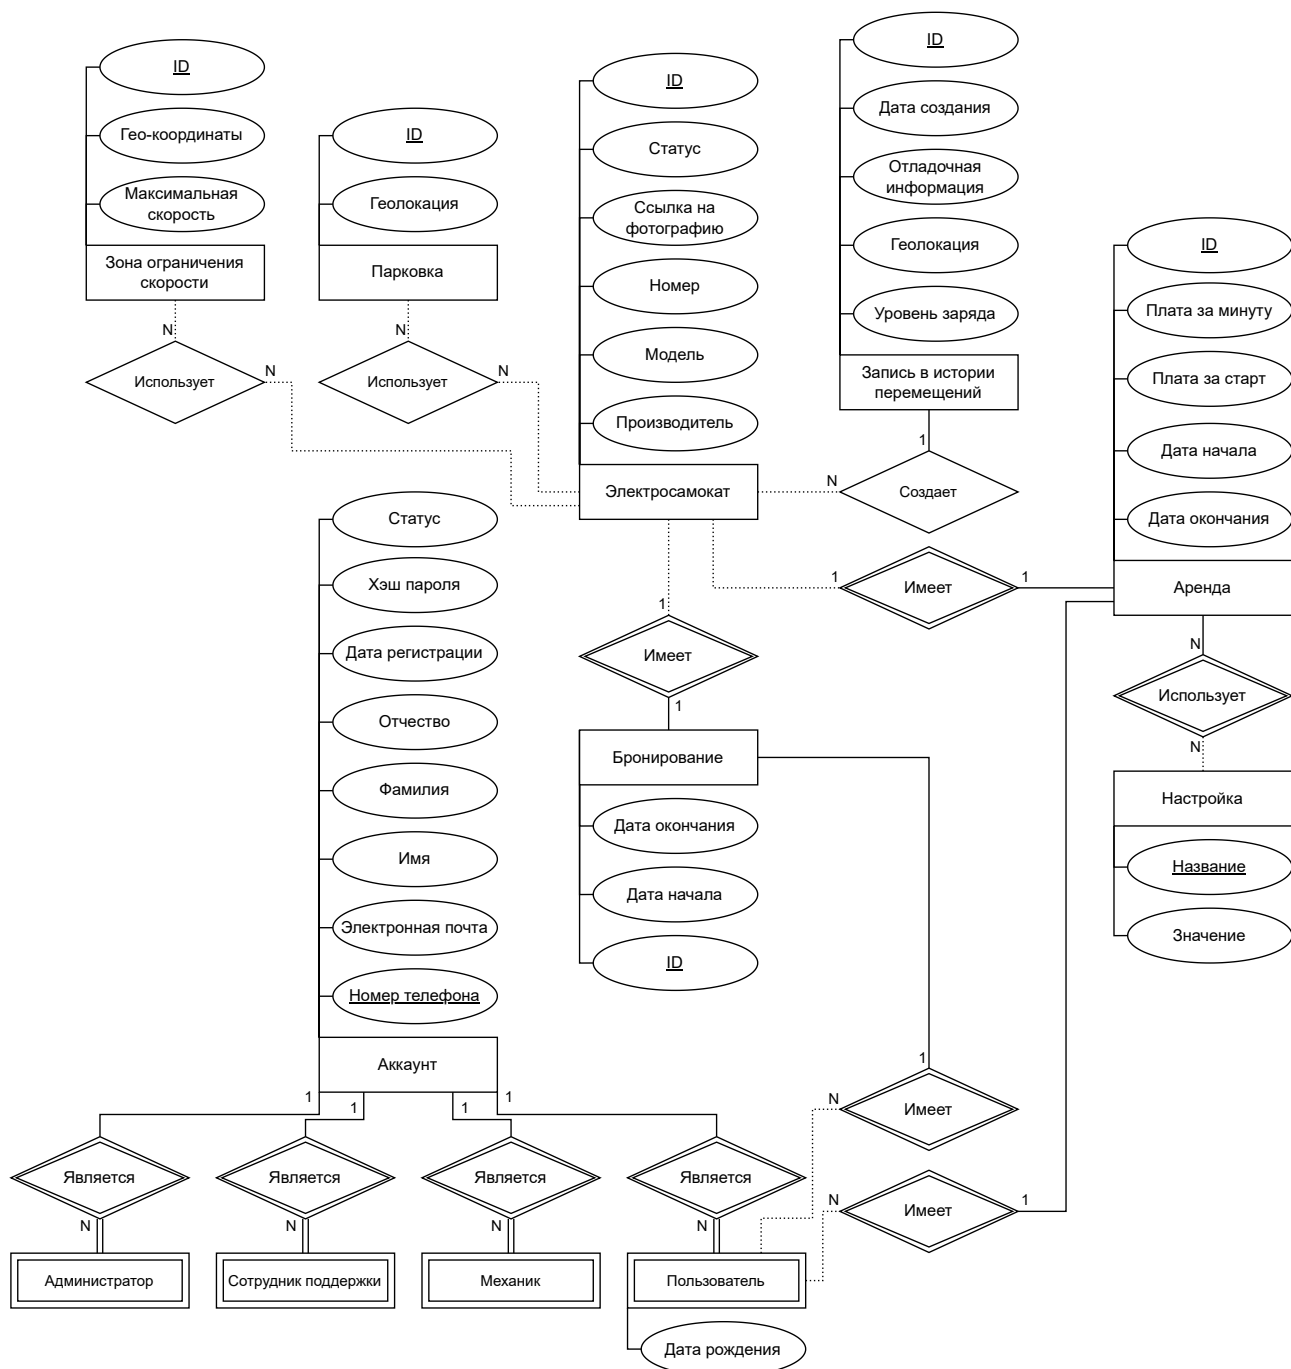 ID
Гео-координаты
Максимальная
скорость
Зона ограничения
скорости
N
Использует
N
ID
Геолокация
Парковка
N
Использует
N
ID
Статус
Ссылка на
фотографию
Номер
Модель
Производитель
Электросамокат
ID
Дата создания
Отладочная
информация
Геолокация
Уровень заряда
Запись в истории
перемещений
1
N
Создает
ID
Плата за минуту
Плата за старт
Дата начала
Дата окончания
Аренда
1
Имеет
1
N
Использует
N
Настройка
Название
Значение
1
Имеет
1
Бронирование
Дата окончания
Дата начала
ID
Статус
Хэш пароля
Дата регистрации
Отчество
Фамилия
Имя
Электронная почта
Номер телефона
Аккаунт
1
1
1
1
Является
Является
Является
Является
N
N
N
N
Администратор
Сотрудник поддержки
Механик
Пользователь
Дата рождения
1
N
Имеет
N
Имеет
1